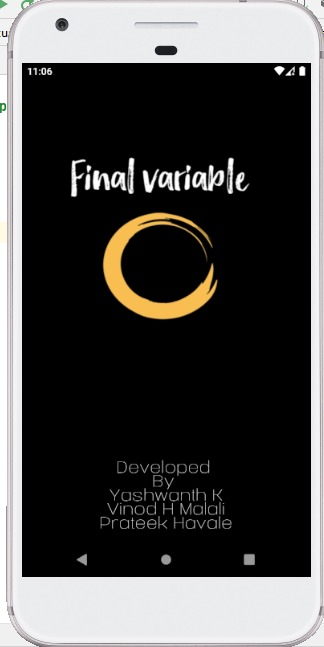 11:06
Final variable
Developed
By
Yashwanth K
Vinod H Malali
Prateek Havale